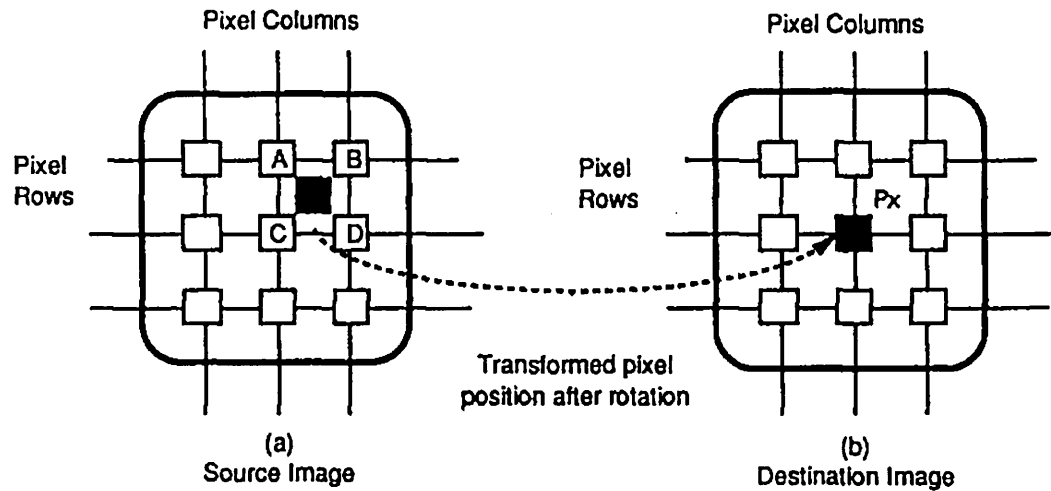 Pixel Columns
Pixel Columns
Pixel
Rows
A
B
C
D
Pixel
Rows
Px
Transformed pixel
position after rotation
(a)
Source Image
(b)
Destination Image